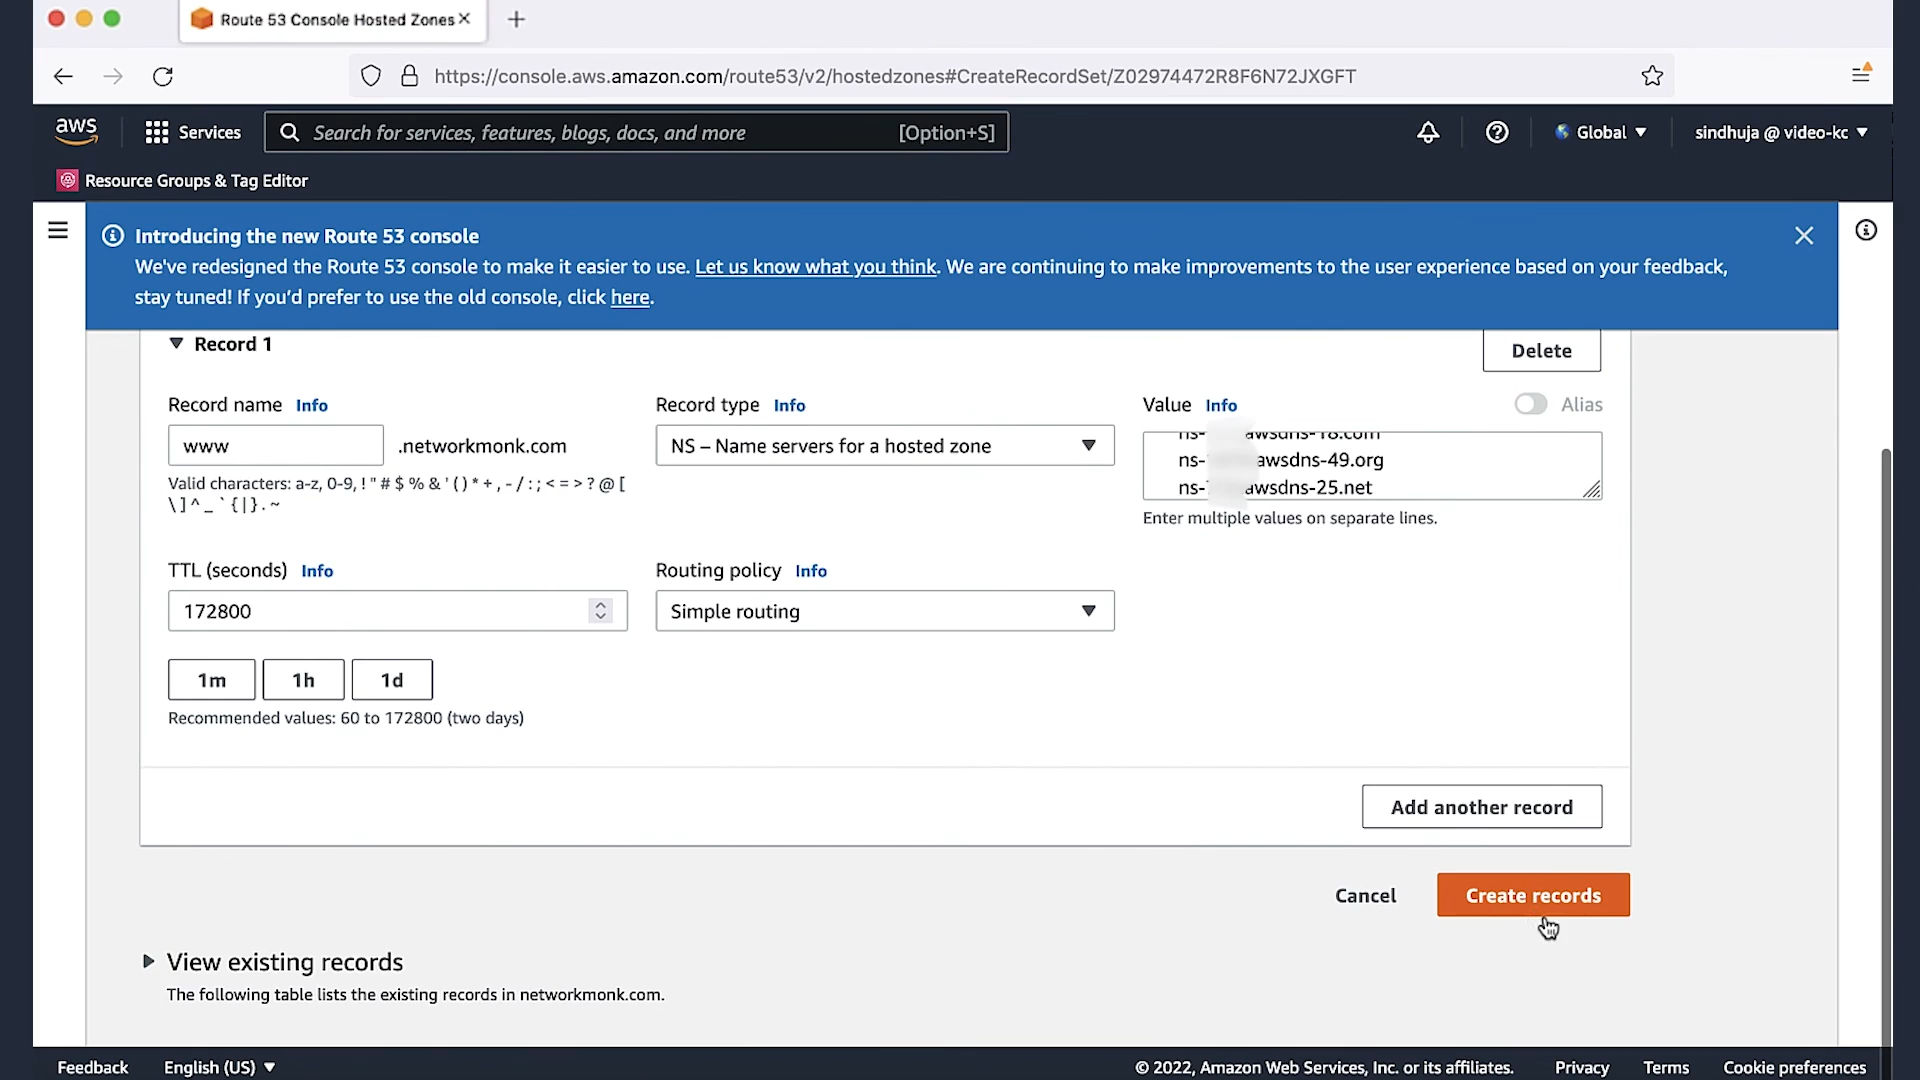 Route 53 Console Hosted Zones
https://console.aws.amazon.com/route53/v2/hostedzones#CreateRecordSet/Z02974472R8F6N72JXGFT
aws
Services
Search for services, features, blogs, docs, and more [Option+S]
Global
sindhuja @ video-kc
Resource Groups & Tag Editor
Introducing the new Route 53 console
We've redesigned the Route 53 console to make it easier to use. Let us know what you think. We are continuing to make improvements to the user experience based on your feedback,
stay tuned! If you'd prefer to use the old console, click here.
Record 1
Delete
Record name Info
Record type Info
Value Info
Alias
www .networkmonk.com
NS – Name servers for a hosted zone
ns- awsdns-18.com
ns- awsdns-49.org
ns- awsdns-25.net
Valid characters: a-z, 0-9, ! " # $ % & ' ( ) * + , - / : ; < = > ? @ [
\ ] ^ _ ` { | } . ~
Enter multiple values on separate lines.
TTL (seconds) Info
Routing policy Info
172800
Simple routing
1m 1h 1d
Recommended values: 60 to 172800 (two days)
Add another record
Cancel
Create records
View existing records
The following table lists the existing records in networkmonk.com.
Feedback
English (US)
© 2022, Amazon Web Services, Inc. or its affiliates.
Privacy
Terms
Cookie preferences